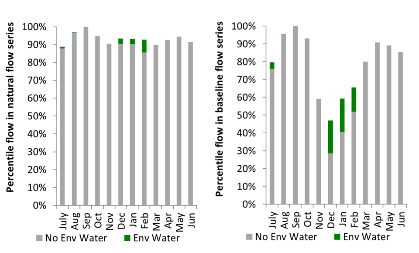 Percentile flow in natural flow series
100%
90%
80%
70%
60%
50%
40%
30%
20%
10%
0%
July
Aug
Sep
Oct
Nov
Dec
Jan
Feb
Mar
Apr
May
Jun
No Env Water
Env Water
Percentile flow in baseline flow series
100%
90%
80%
70%
60%
50%
40%
30%
20%
10%
0%
July
Aug
Sep
Oct
Nov
Dec
Jan
Feb
Mar
Apr
May
Jun
No Env Water
Env Water